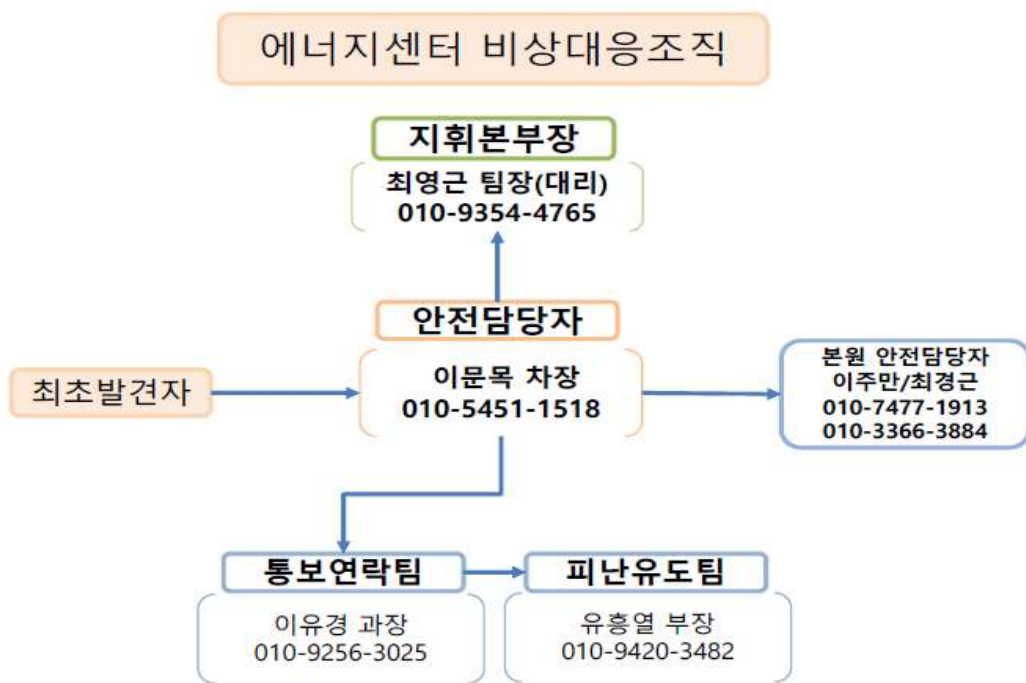 에너지센터 비상대응조직
지휘본부장
최영근 팀장(대리)
010-9354-4765
안전담당자
이문목 차장
010-5451-1518
최초발견자
본원 안전담당자
이주만/최경근
010-7477-1913
010-3366-3884
통보연락팀
이유경 과장
010-9256-3025
피난유도팀
유흥열 부장
010-9420-3482